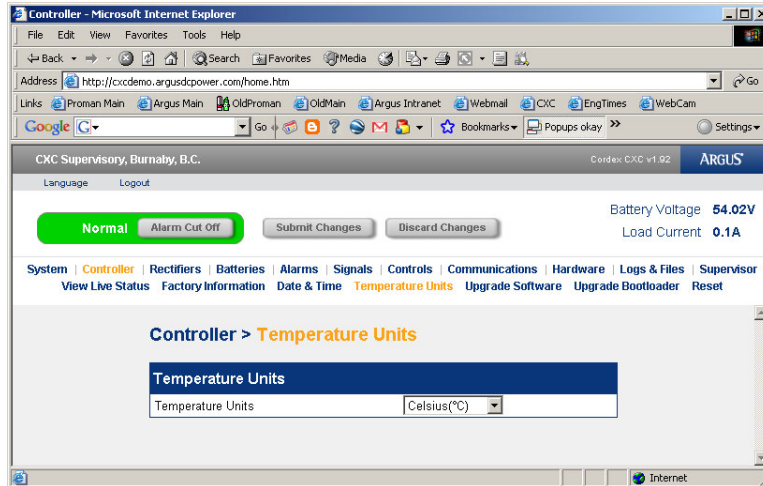 Controller - Microsoft Internet Explorer
File Edit View Favorites Tools Help
Back Search Favorites Media
Address http://cxcdemo.argusdcpower.com/home.htm Go
Links Proman Main Argus Main OldProman OldMain Argus Intranet Webmail CXC EngTimes WebCam
Google G Go Bookmarks Popups okay >> Settings
CXC Supervisory, Burnaby, B.C. Cordex CXC v1.92 ARGUS
Language Logout
Normal Alarm Cut Off Submit Changes Discard Changes Battery Voltage 54.02V
Load Current 0.1A
System | Controller | Rectifiers | Batteries | Alarms | Signals | Controls | Communications | Hardware | Logs & Files | Supervisor
View Live Status Factory Information Date & Time Temperature Units Upgrade Software Upgrade Bootloader Reset
Controller > Temperature Units
Temperature Units
Temperature Units Celsius(°C)
Internet